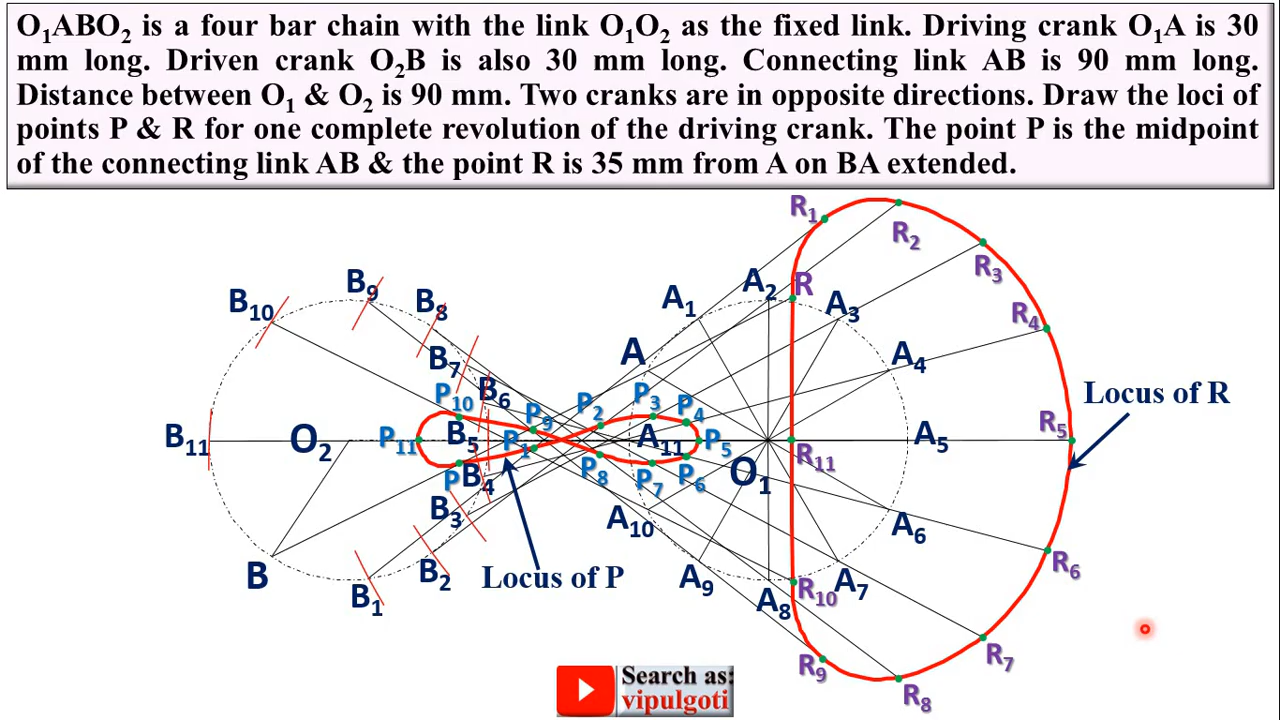 O₁ABO₂ is a four bar chain with the link O₁O₂ as the fixed link. Driving crank O₁A is 30
mm long. Driven crank O₂B is also 30 mm long. Connecting link AB is 90 mm long.
Distance between O₁ & O₂ is 90 mm. Two cranks are in opposite directions. Draw the loci of
points P & R for one complete revolution of the driving crank. The point P is the midpoint
of the connecting link AB & the point R is 35 mm from A on BA extended.
R₁
R₂
R₃
B₉
B₁₀
B₈
A₁
A₂
R
A₃
R₄
B₇
A
A₄
B₆
P₁₀
P₉
P₂
P₃
P₄
Locus of R
B₁₁
O₂
P₁₁
B₅
P₁
A₁₁
P₅
A₅
R₅
R₁₁
P
B₄
P₈
P₇
P₆
O₁
B₃
A₁₀
A₆
B
B₂
Locus of P
A₉
A₇
R₆
B₁
A₈
R₁₀
R₉
R₇
R₈
Search as:
vipulgoti